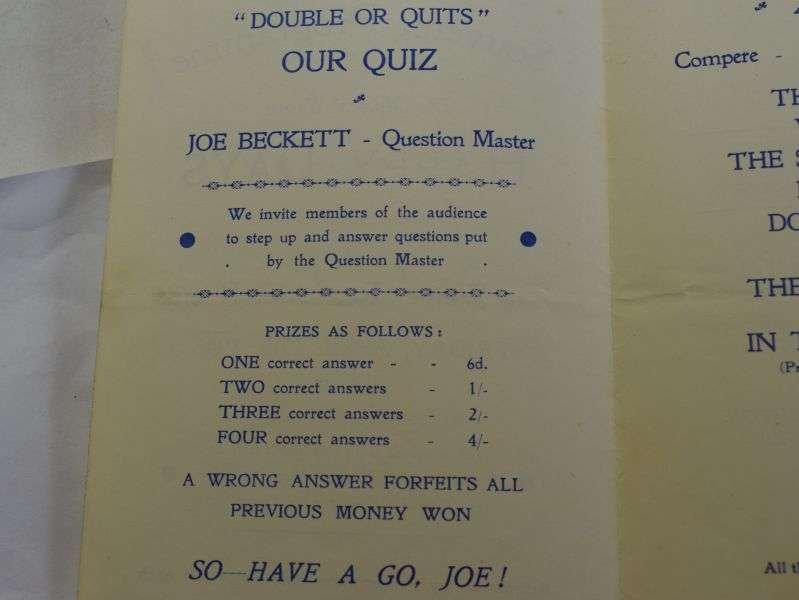 "DOUBLE OR QUITS"
OUR QUIZ
JOE BECKETT - Question Master
We invite members of the audience
to step up and answer questions put
by the Question Master
PRIZES AS FOLLOWS:
ONE correct answer - - 6d.
TWO correct answers - 1/-
THREE correct answers - 2/-
FOUR correct answers - 4/-
A WRONG ANSWER FORFEITS ALL
PREVIOUS MONEY WON
SO—HAVE A GO, JOE!
Compere -
THE
IN
All